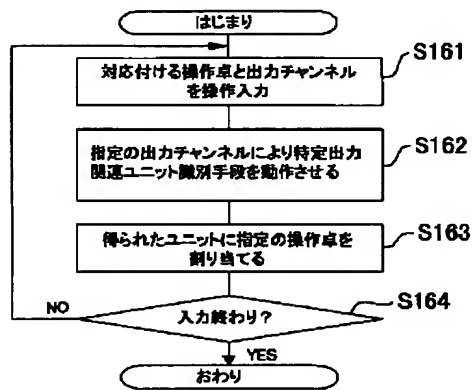 はじまり
対応付ける操作卓と出力チャンネル
を操作入力
S161
指定の出力チャンネルにより特定出力
関連ユニット識別手段を動作させる
S162
得られたユニットに指定の操作卓を
割り当てる
S163
入力終わり?
S164
NO
YES
おわり